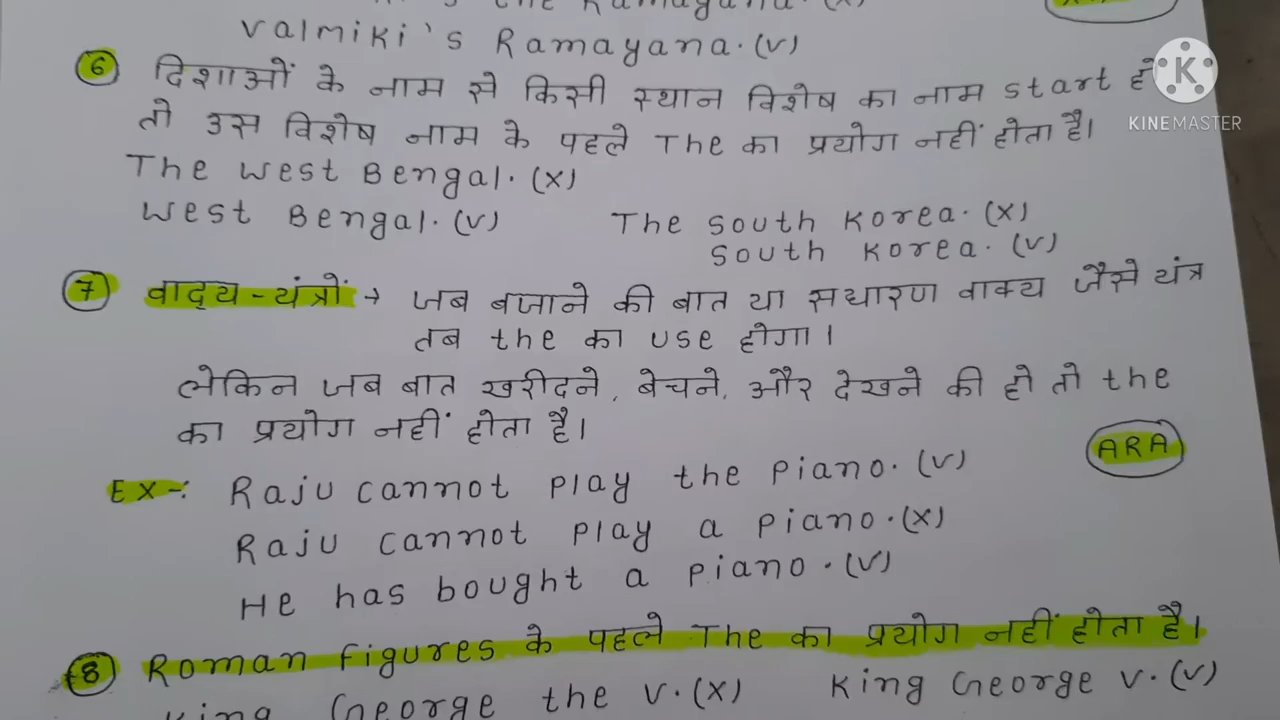 the Ramayana. (x)
Valmiki's Ramayana. (v)
6 दिशाओं के नाम से किसी स्थान विशेष का नाम start हो
तो उस विशेष नाम के पहले The का प्रयोग नहीं होता है।
KINEMASTER
The West Bengal. (x)
West Bengal. (v) The South Korea. (x)
South Korea. (v)
7 वाद्य-यंत्रों → जब बजाने की बात या सधारण वाक्य जैसे यंत्र
तब the का use होगा।
लेकिन जब बात खरीदने, बेचने, और देखने की हो तो the
का प्रयोग नहीं होता है।
ARA
EX-: Raju cannot play the piano. (v)
Raju cannot play a piano. (x)
He has bought a piano. (v)
8 Roman figures के पहले The का प्रयोग नहीं होता है।
King George the V. (x) King George V. (v)